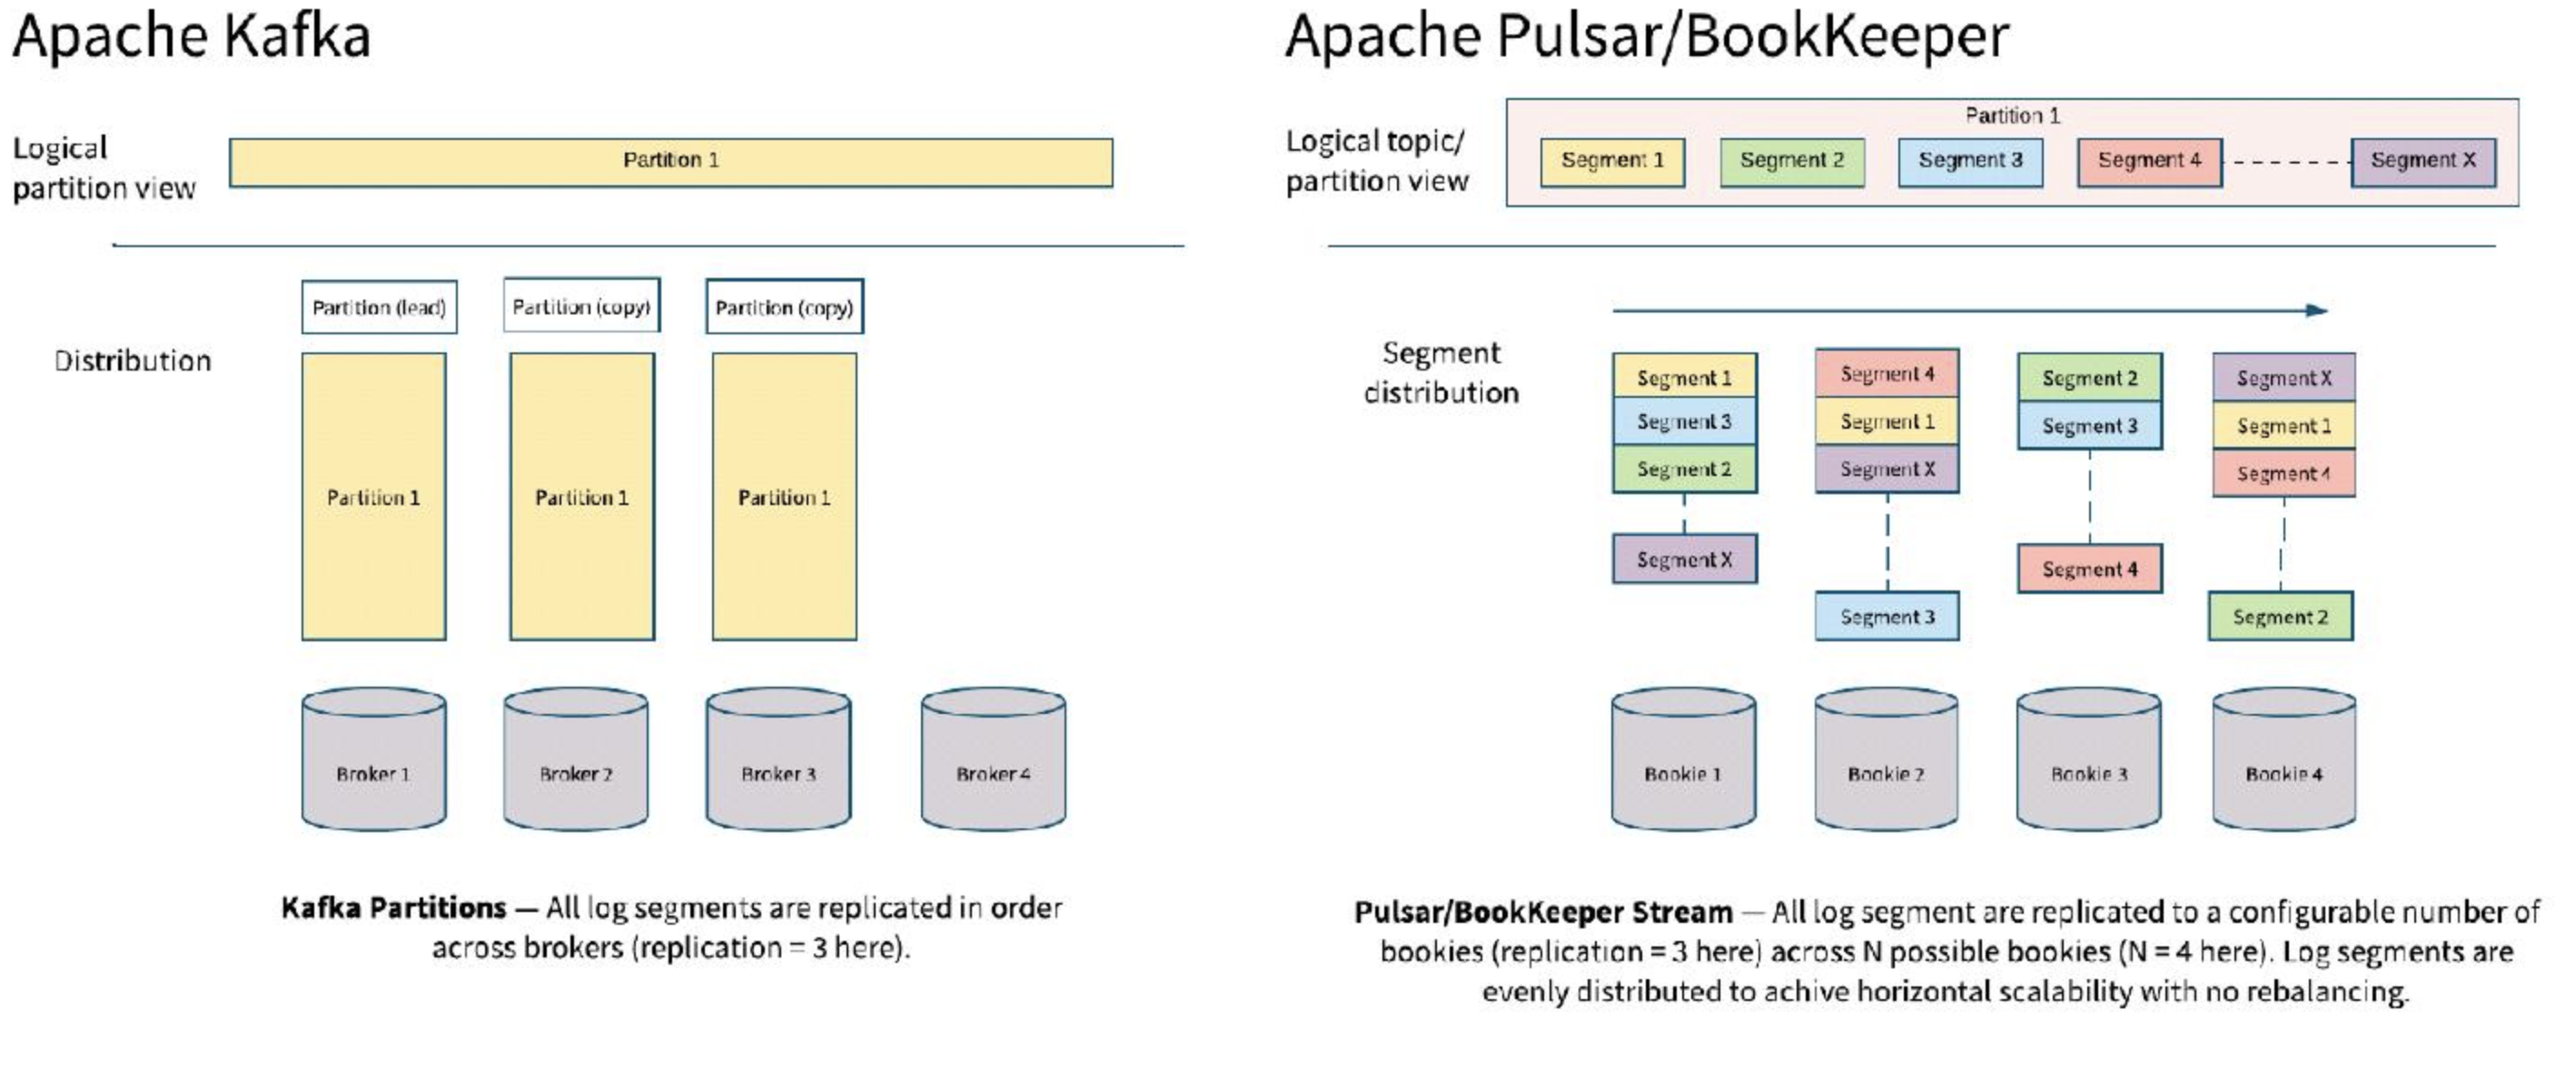 Apache Kafka
Logical
partition view
Partition 1
Partition (lead)
Partition (copy)
Partition (copy)
Distribution
Partition 1
Partition 1
Partition 1
Broker 1
Broker 2
Broker 3
Broker 4
Kafka Partitions — All log segments are replicated in order
across brokers (replication = 3 here).
Apache Pulsar/BookKeeper
Logical topic/
partition view
Partition 1
Segment 1
Segment 2
Segment 3
Segment 4
Segment X
Segment
distribution
Segment 1
Segment 3
Segment 2
Segment X
Segment 4
Segment 1
Segment X
Segment 3
Segment 2
Segment 3
Segment 4
Segment X
Segment 1
Segment 4
Segment 2
Bookie 1
Bookie 2
Bookie 3
Bookie 4
Pulsar/BookKeeper Stream — All log segment are replicated to a configurable number of
bookies (replication = 3 here) across N possible bookies (N = 4 here). Log segments are
evenly distributed to achive horizontal scalability with no rebalancing.